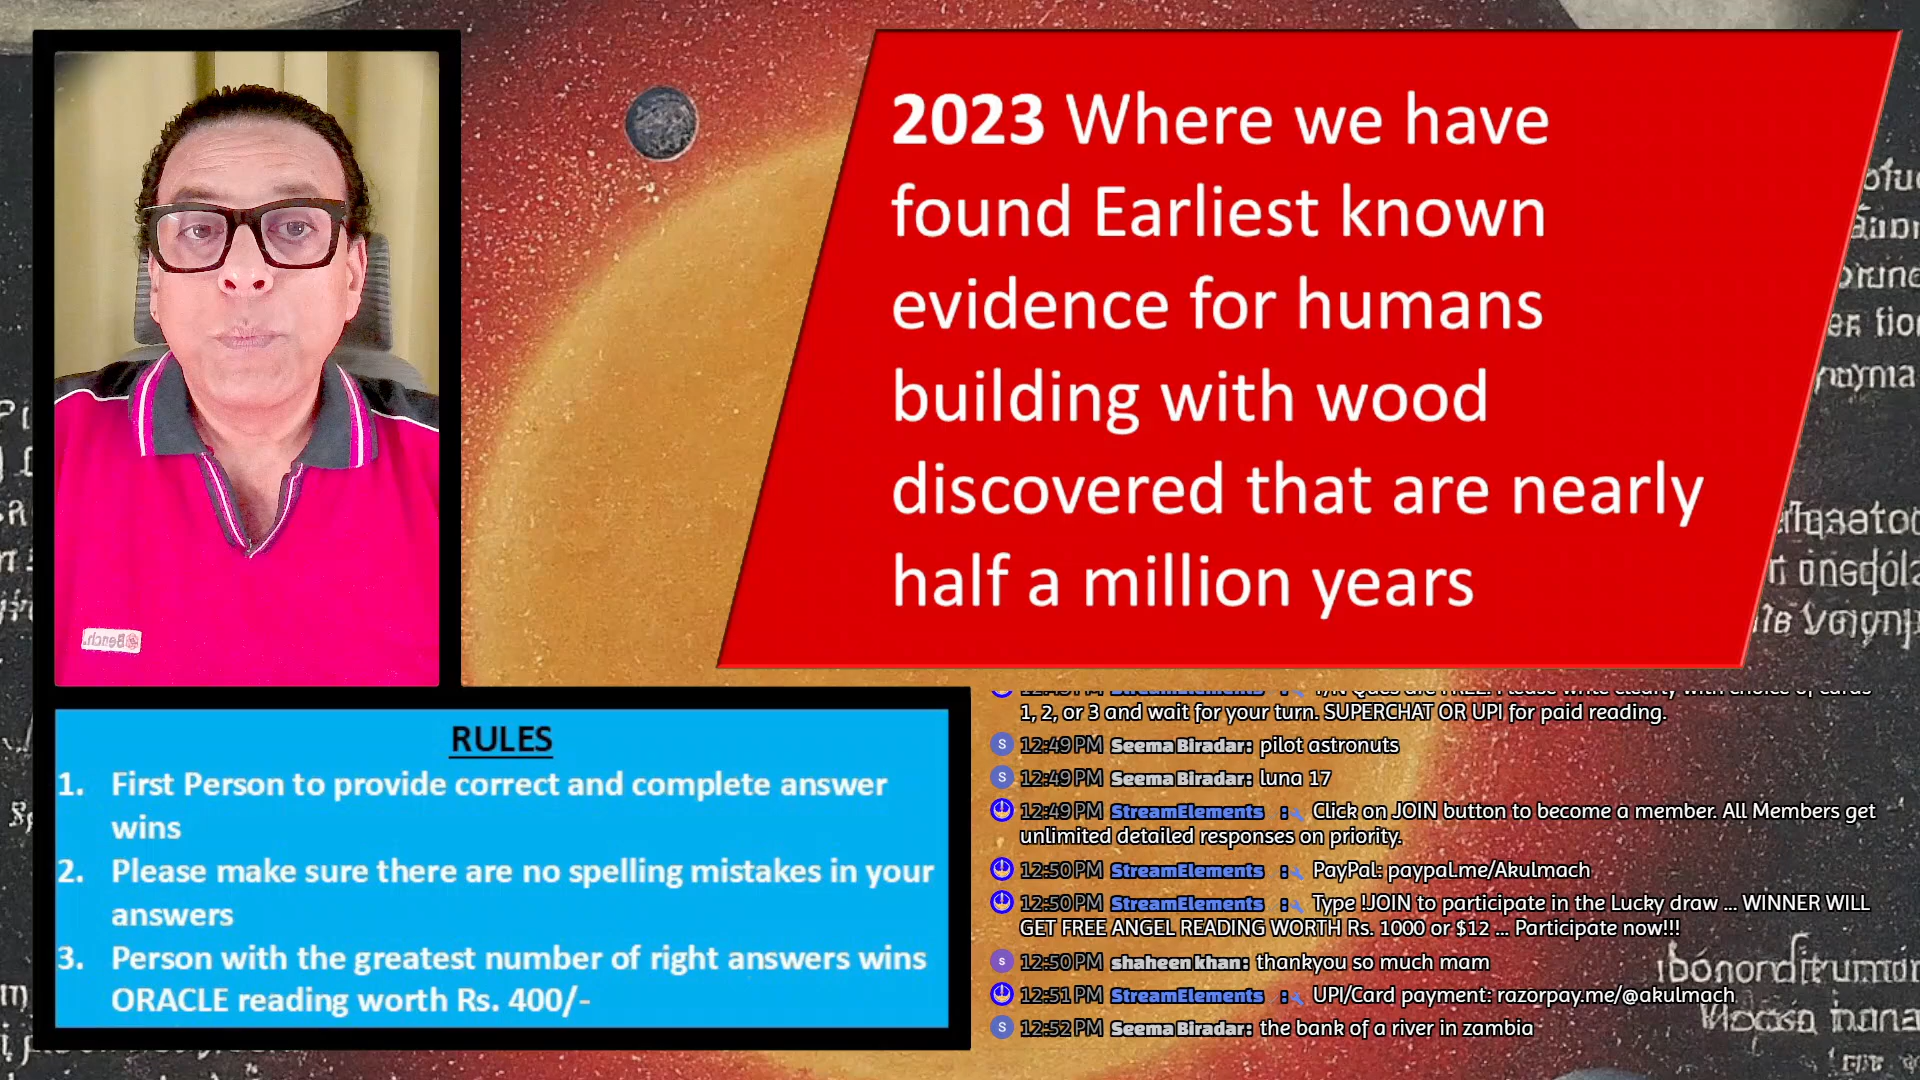 2023 Where we have
found Earliest known
evidence for humans
building with wood
discovered that are nearly
half a million years
Bench.
RULES
1. First Person to provide correct and complete answer
wins
2. Please make sure there are no spelling mistakes in your
answers
3. Person with the greatest number of right answers wins
ORACLE reading worth Rs. 400/-
1, 2, or 3 and wait for your turn. SUPERCHAT OR UPI for paid reading.
S 12:49 PM Seema Biradar: pilot astronuts
S 12:49 PM Seema Biradar: luna 17
12:49 PM StreamElements : Click on JOIN button to become a member. All Members get
unlimited detailed responses on priority.
12:50 PM StreamElements : PayPal: paypal.me/Akulmach
12:50 PM StreamElements : Type !JOIN to participate in the Lucky draw ... WINNER WILL
GET FREE ANGEL READING WORTH Rs. 1000 or $12 ... Participate now!!!
s 12:50 PM shaheen khan: thankyou so much mam
12:51 PM StreamElements : UPI/Card payment: razorpay.me/@akulmach
S 12:52 PM Seema Biradar: the bank of a river in zambia